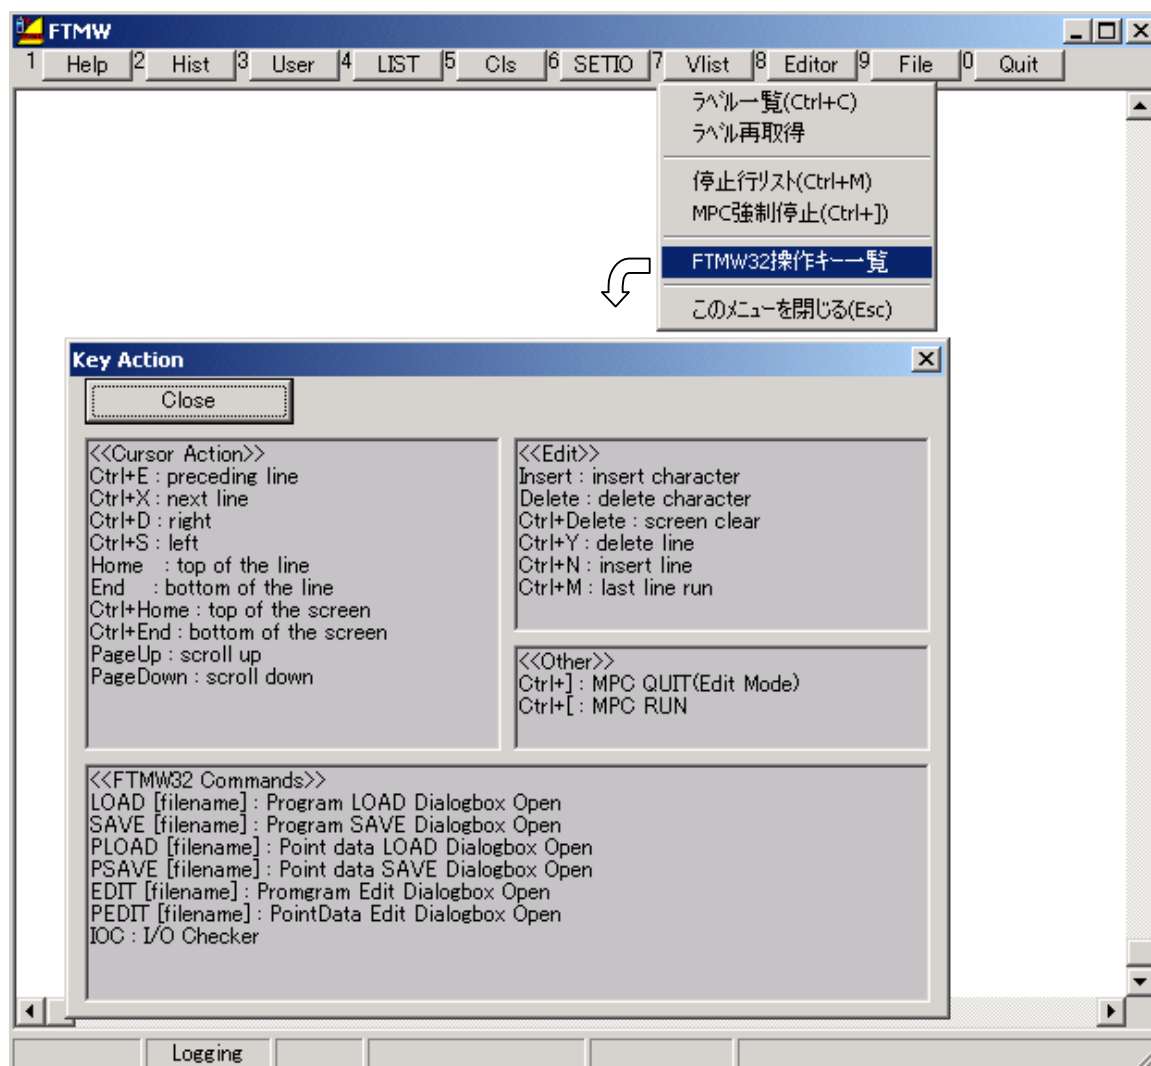 FTMW
1 Help 2 Hist 3 User 4 LIST 5 Cls 6 SETIO 7 Vlist 8 Editor 9 File 0 Quit
ラベル一覧(Ctrl+C)
ラベル再取得
停止行リスト(Ctrl+M)
MPC強制停止(Ctrl+])
FTMW32操作キー一覧
このメニューを閉じる(Esc)
Key Action
Close
<<Cursor Action>>
Ctrl+E : preceding line
Ctrl+X : next line
Ctrl+D : right
Ctrl+S : left
Home : top of the line
End : bottom of the line
Ctrl+Home : top of the screen
Ctrl+End : bottom of the screen
PageUp : scroll up
PageDown : scroll down
<<Edit>>
Insert : insert character
Delete : delete character
Ctrl+Delete : screen clear
Ctrl+Y : delete line
Ctrl+N : insert line
Ctrl+M : last line run
<<Other>>
Ctrl+] : MPC QUIT(Edit Mode)
Ctrl+[ : MPC RUN
<<FTMW32 Commands>>
LOAD [filename] : Program LOAD Dialogbox Open
SAVE [filename] : Program SAVE Dialogbox Open
PLOAD [filename] : Point data LOAD Dialogbox Open
PSAVE [filename] : Point data SAVE Dialogbox Open
EDIT [filename] : Promgram Edit Dialogbox Open
PEDIT [filename] : PointData Edit Dialogbox Open
IOC : I/O Checker
Logging